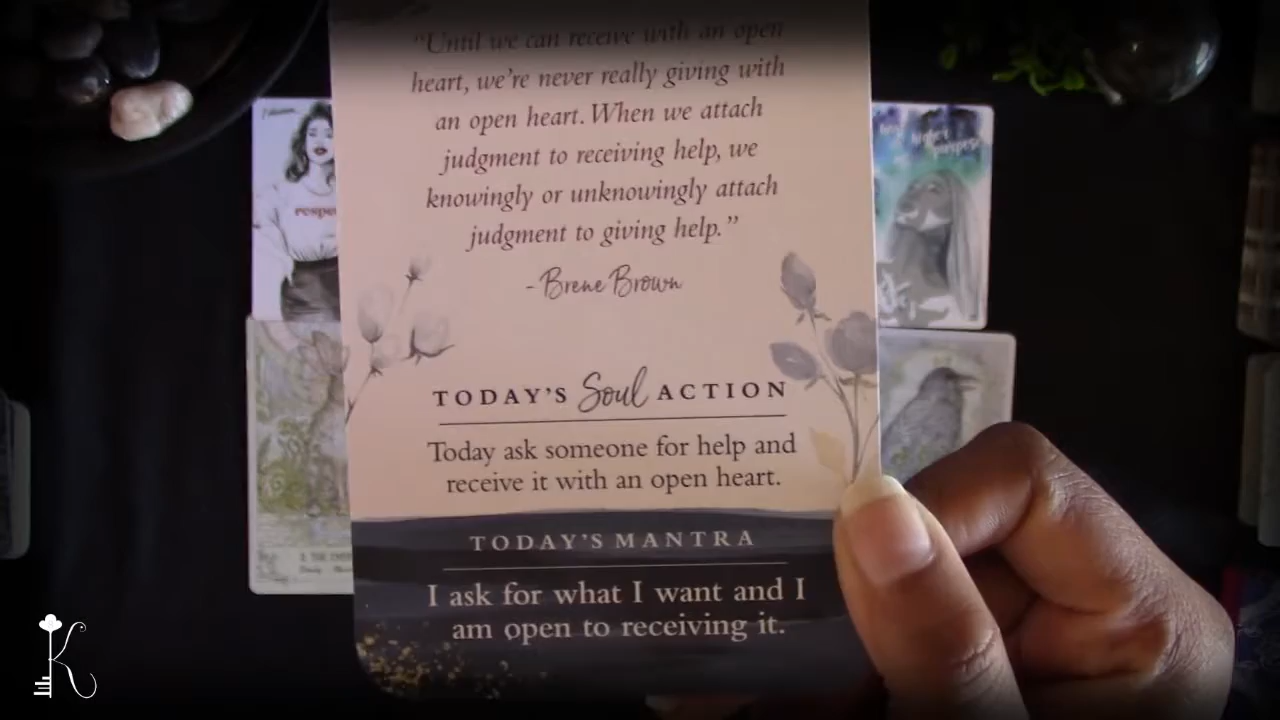 "Until we can receive with an open
heart, we're never really giving with
an open heart. When we attach
judgment to receiving help, we
knowingly or unknowingly attach
judgment to giving help."
- Brene Brown
TODAY'S Soul ACTION
Today ask someone for help and
receive it with an open heart.
TODAY'S MANTRA
I ask for what I want and I
am open to receiving it.
respe
higher
purpose
K